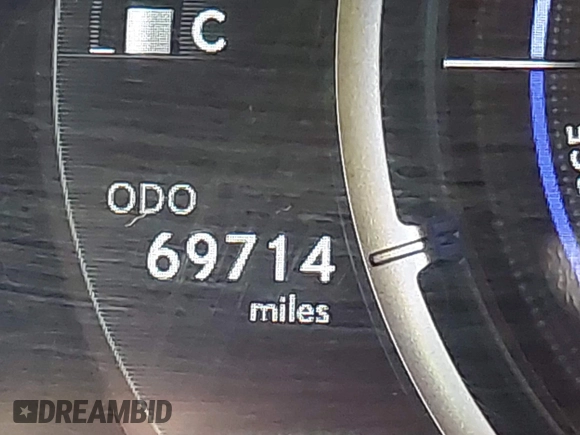 C
ODO
69714
miles
DREAMBID